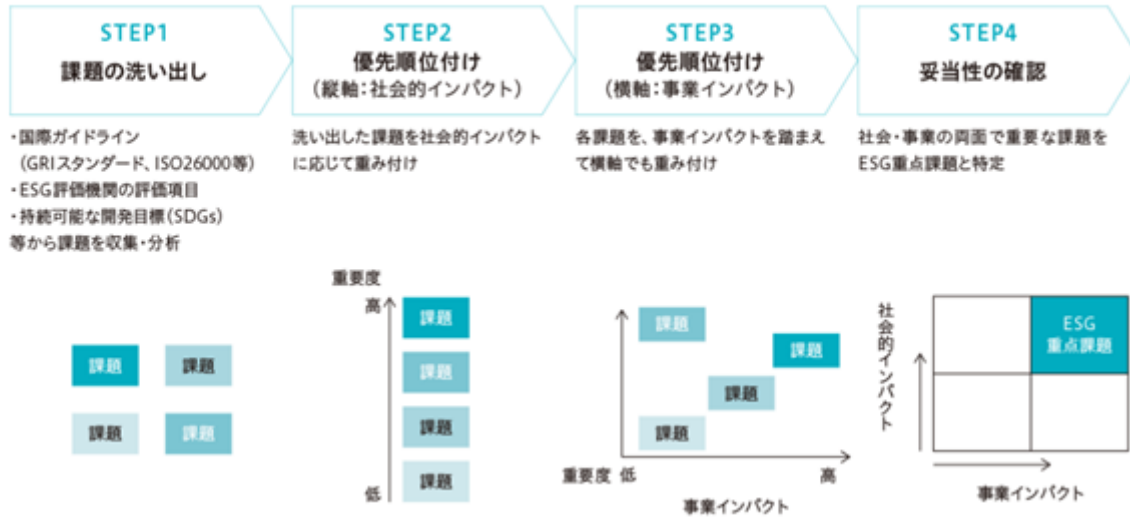 STEP1
課題の洗い出し
・国際ガイドライン
(GRIスタンダード、ISO26000等)
・ESG評価機関の評価項目
・持続可能な開発目標(SDGs)
等から課題を収集・分析
課題
課題
課題
課題
STEP2
優先順位付け
(縦軸:社会的インパクト)
洗い出した課題を社会的インパクト
に応じて重み付け
重要度
高
課題
課題
課題
課題
低
STEP3
優先順位付け
(横軸:事業インパクト)
各課題を、事業インパクトを踏まえ
て横軸でも重み付け
課題
課題
課題
課題
重要度 低
高
事業インパクト
STEP4
妥当性の確認
社会・事業の両面で重要な課題を
ESG重点課題と特定
社会的インパクト
ESG
重点課題
事業インパクト